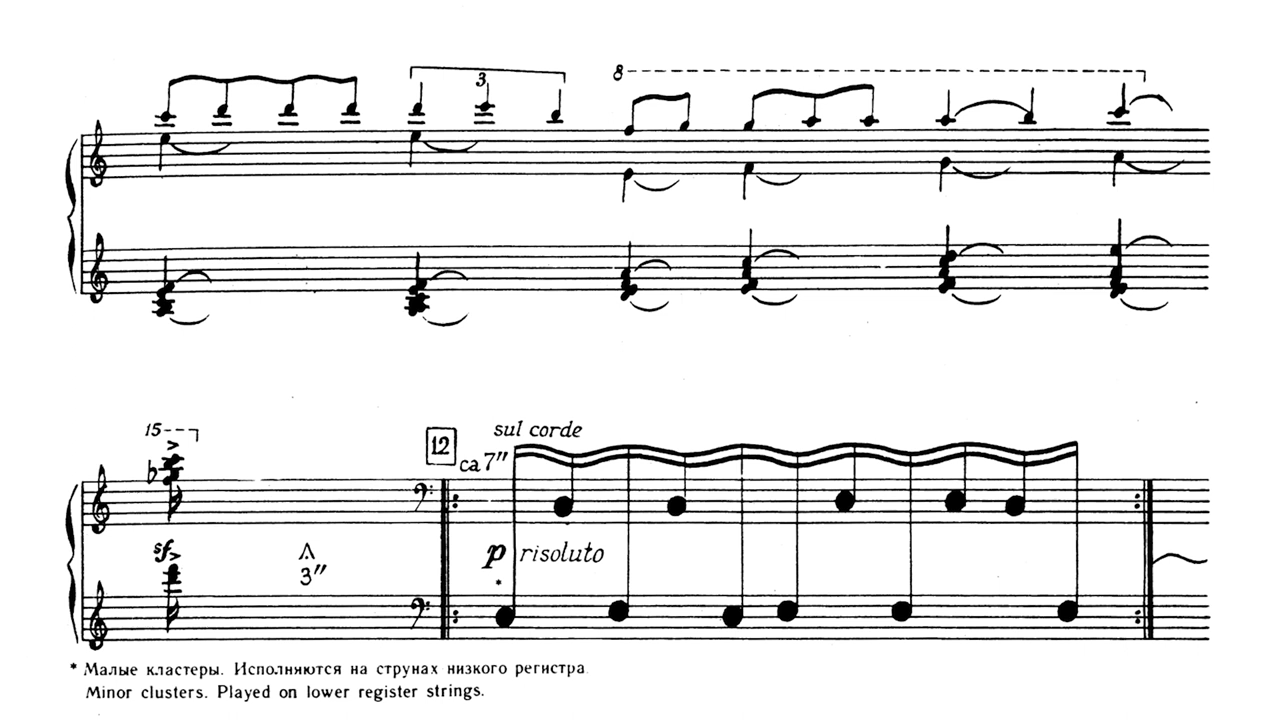 3
8
15
12
sul corde
ca 7″
sf
3″
p risoluto
*
* Малые кластеры. Исполняются на струнах низкого регистра.
Minor clusters. Played on lower register strings.